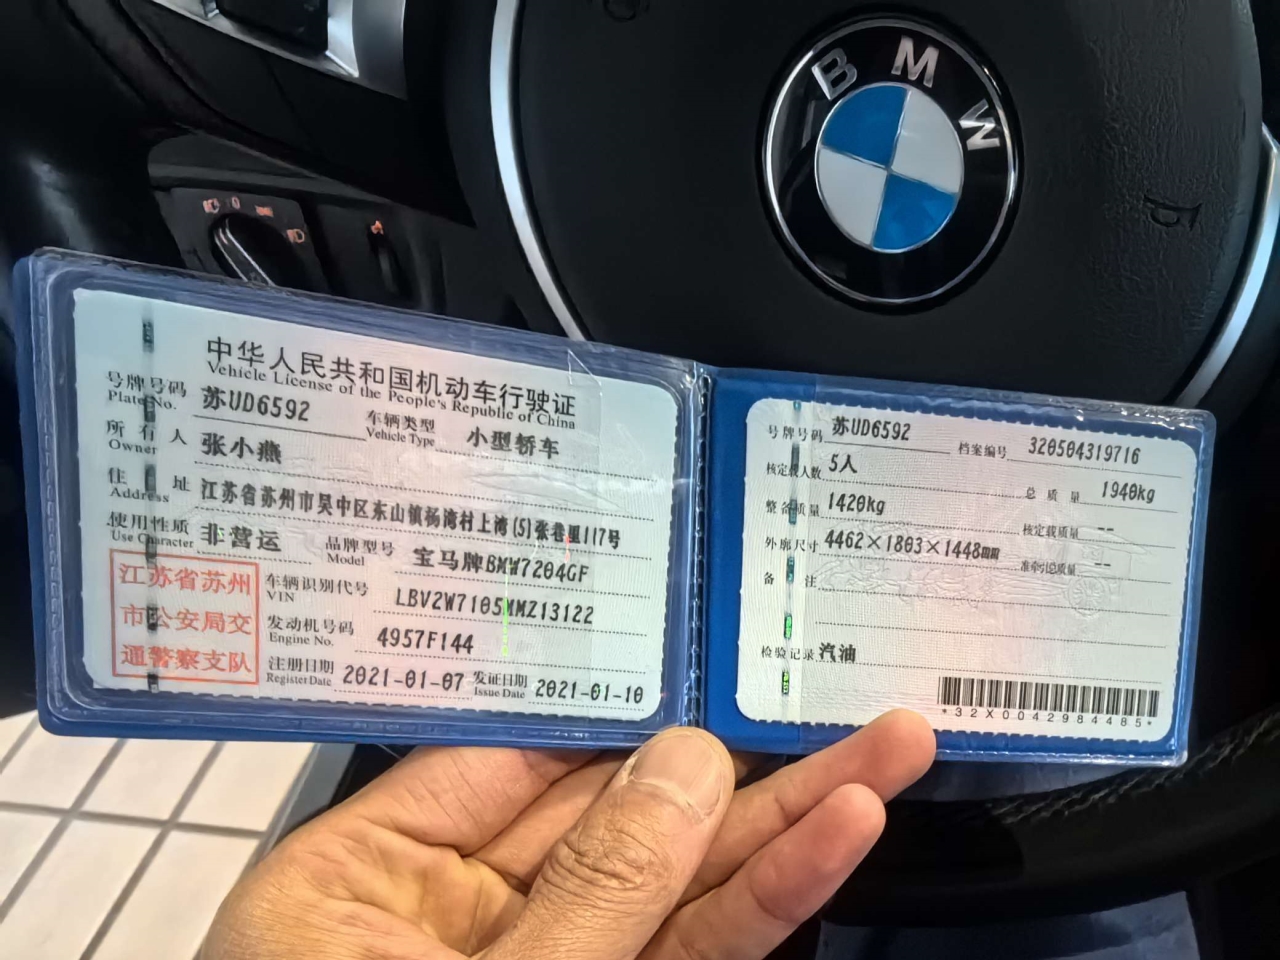 BMW
中华人民共和国机动车行驶证
Vehicle License of the People's Republic of China
号牌号码 苏UD6592 车辆类型 小型轿车
Plate No. Vehicle Type
所有人 张小燕
Owner
住址 江苏省苏州市吴中区东山镇杨湾村上湾(5)张巷里117号
Address
使用性质 非营运 品牌型号 宝马牌BMW7204GF
Use Character Model
江苏省苏州
市公安局交
通警察支队
车辆识别代号 LBV2W7105MMZ13122
VIN
发动机号码 4957F144
Engine No.
注册日期 2021-01-07 发证日期 2021-01-10
Register Date Issue Date
号牌号码 苏UD6592 档案编号 320504319716
核定载人数 5人 总质量 1940kg
整备质量 1420kg 核定载质量 --
外廓尺寸 4462×1803×1448mm 准牵引总质量 --
备注
检验记录 汽油
*32X0042984485*